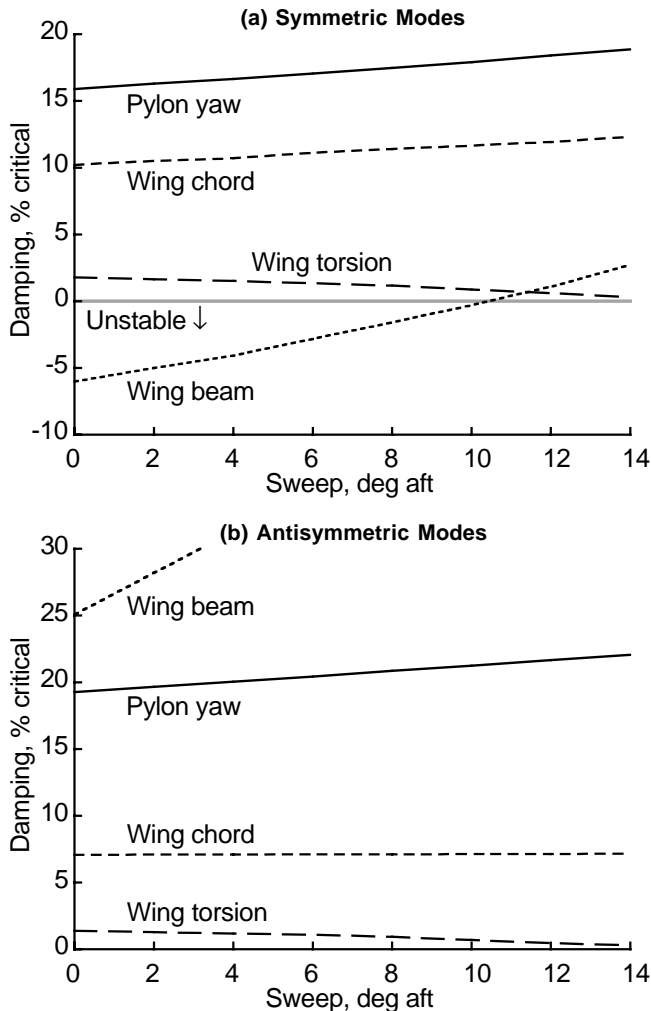 (a) Symmetric Modes
20
15
10
5
0
-5
-10
Damping, % critical
Pylon yaw
Wing chord
Wing torsion
Unstable ↓
Wing beam
0 2 4 6 8 10 12 14
Sweep, deg aft
(b) Antisymmetric Modes
30
25
20
15
10
5
0
Damping, % critical
Wing beam
Pylon yaw
Wing chord
Wing torsion
0 2 4 6 8 10 12 14
Sweep, deg aft